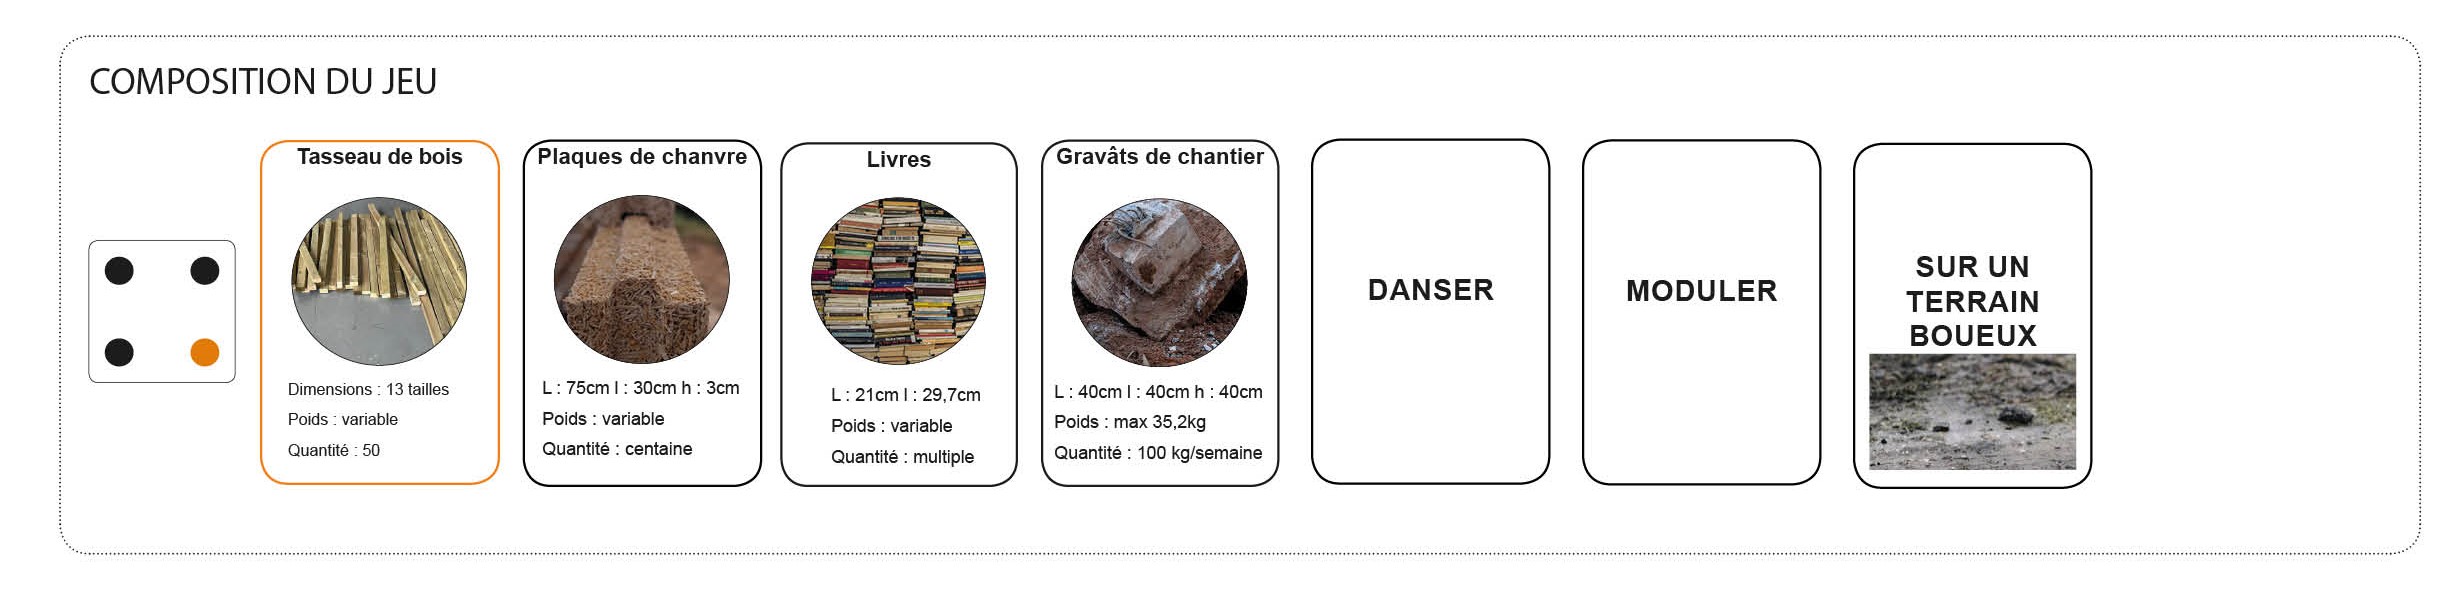 COMPOSITION DU JEU
Tasseau de bois
Dimensions : 13 tailles
Poids : variable
Quantité : 50
Plaques de chanvre
L : 75cm l : 30cm h : 3cm
Poids : variable
Quantité : centaine
Livres
L : 21cm l : 29,7cm
Poids : variable
Quantité : multiple
Gravâts de chantier
L : 40cm l : 40cm h : 40cm
Poids : max 35,2kg
Quantité : 100 kg/semaine
DANSER
MODULER
SUR UN
TERRAIN
BOUEUX